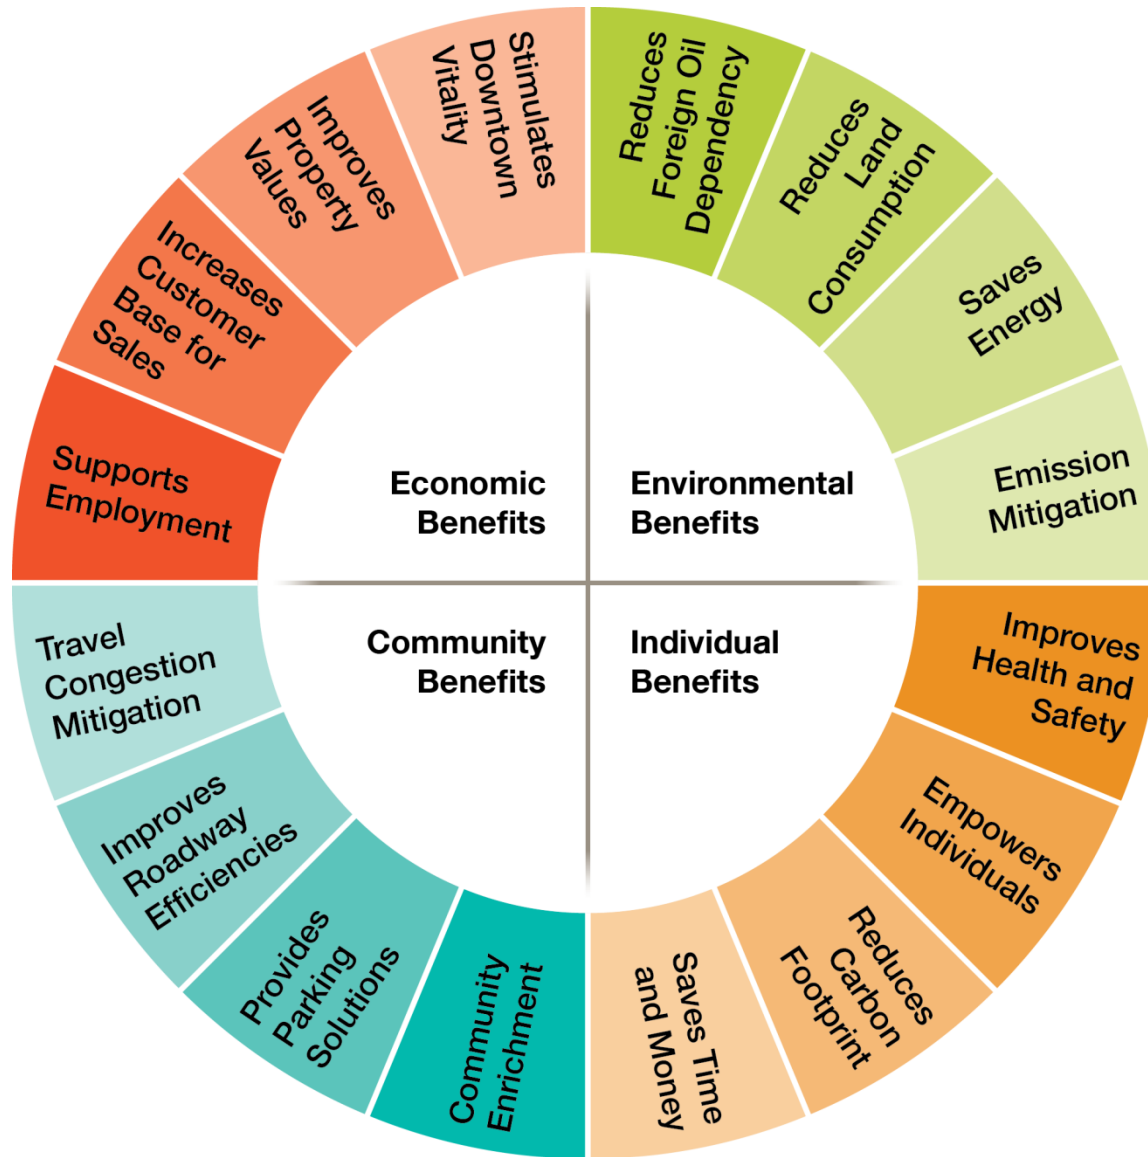 Stimulates
Downtown
Vitality
Improves
Property
Values
Increases
Customer
Base for
Sales
Supports
Employment
Economic
Benefits
Reduces
Foreign Oil
Dependency
Reduces
Land
Consumption
Saves
Energy
Emission
Mitigation
Environmental
Benefits
Travel
Congestion
Mitigation
Improves
Roadway
Efficiencies
Provides
Parking
Solutions
Community
Enrichment
Community
Benefits
Improves
Health and
Safety
Empowers
Individuals
Reduces
Carbon
Footprint
Saves Time
and Money
Individual
Benefits